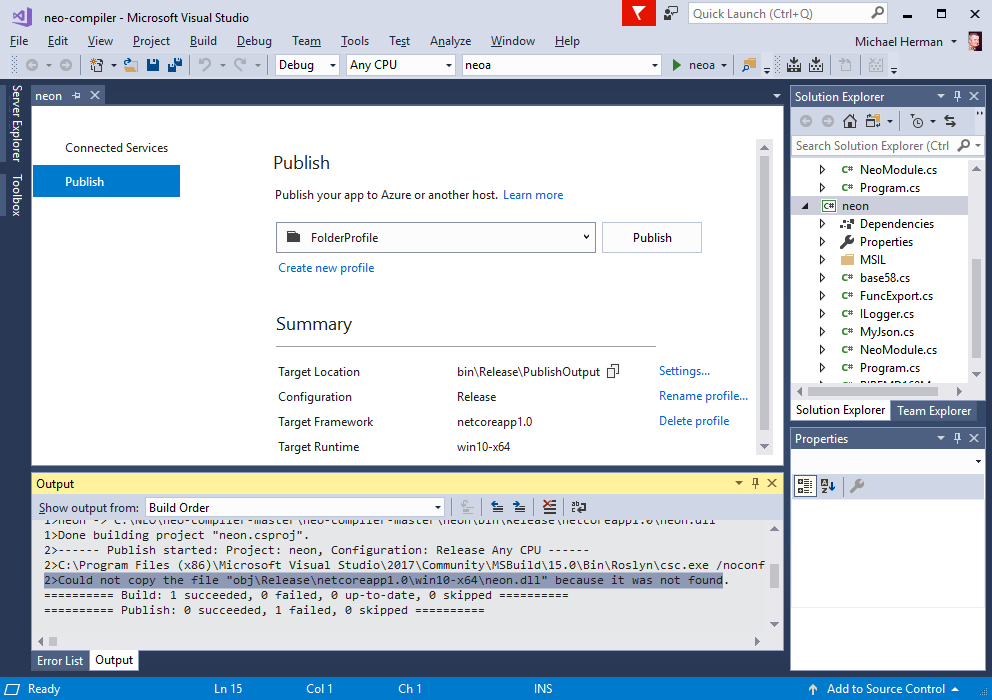 neo-compiler - Microsoft Visual Studio
Quick Launch (Ctrl+Q)
File Edit View Project Build Debug Team Tools Test Analyze Window Help
Michael Herman
Debug Any CPU neoa neoa
Server Explorer
Toolbox
neon
Connected Services
Publish
Publish
Publish your app to Azure or another host. Learn more
FolderProfile
Publish
Create new profile
Summary
Target Location bin\Release\PublishOutput Settings...
Configuration Release Rename profile...
Target Framework netcoreapp1.0 Delete profile
Target Runtime win10-x64
Solution Explorer
Search Solution Explorer (Ctrl
C# NeoModule.cs
C# Program.cs
C# neon
Dependencies
Properties
MSIL
C# base58.cs
C# FuncExport.cs
C# ILogger.cs
C# MyJson.cs
C# NeoModule.cs
C# Program.cs
Solution Explorer Team Explorer
Properties
Output
Show output from: Build Order
1>neon -> C:\NEO\neo-compiler-master\neo-compiler-master\neon\bin\Release\netcoreapp1.0\neon.dll
1>Done building project "neon.csproj".
2>------ Publish started: Project: neon, Configuration: Release Any CPU ------
2>C:\Program Files (x86)\Microsoft Visual Studio\2017\Community\MSBuild\15.0\Bin\Roslyn\csc.exe /noconf
2>Could not copy the file "obj\Release\netcoreapp1.0\win10-x64\neon.dll" because it was not found.
========== Build: 1 succeeded, 0 failed, 0 up-to-date, 0 skipped ==========
========== Publish: 0 succeeded, 1 failed, 0 skipped ==========
Error List Output
Ready Ln 15 Col 1 Ch 1 INS Add to Source Control